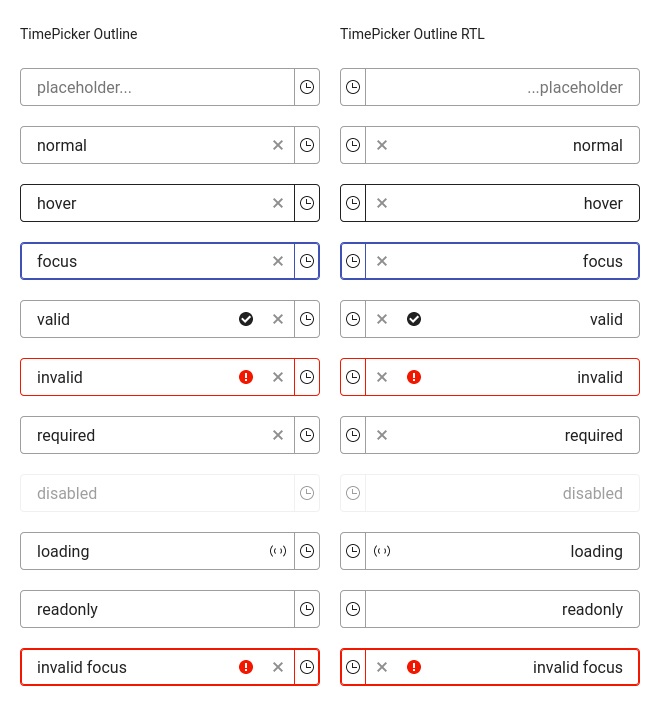 TimePicker Outline
TimePicker Outline RTL
placeholder...
...placeholder
normal
normal
hover
hover
focus
focus
valid
valid
invalid
invalid
required
required
disabled
disabled
loading
loading
readonly
readonly
invalid focus
invalid focus